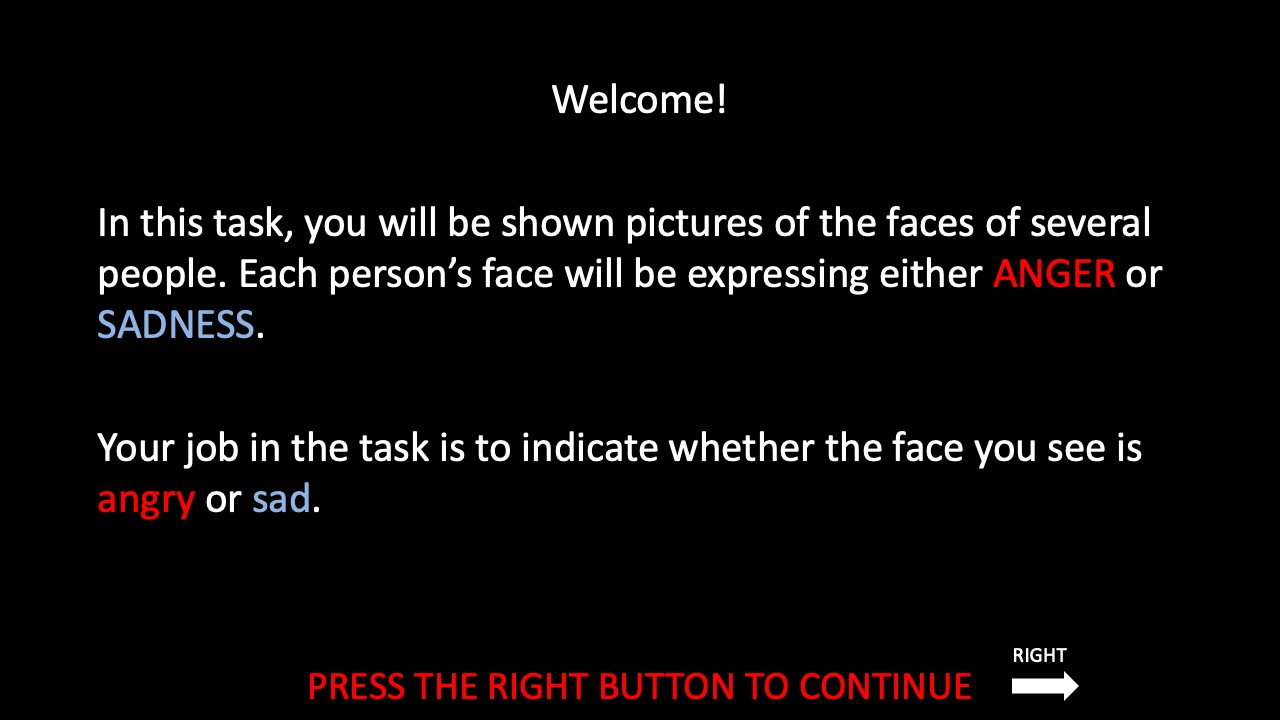 Welcome!
In this task, you will be shown pictures of the faces of several
people. Each person’s face will be expressing either ANGER or
SADNESS.
Your job in the task is to indicate whether the face you see is
angry or sad.
RIGHT
PRESS THE RIGHT BUTTON TO CONTINUE